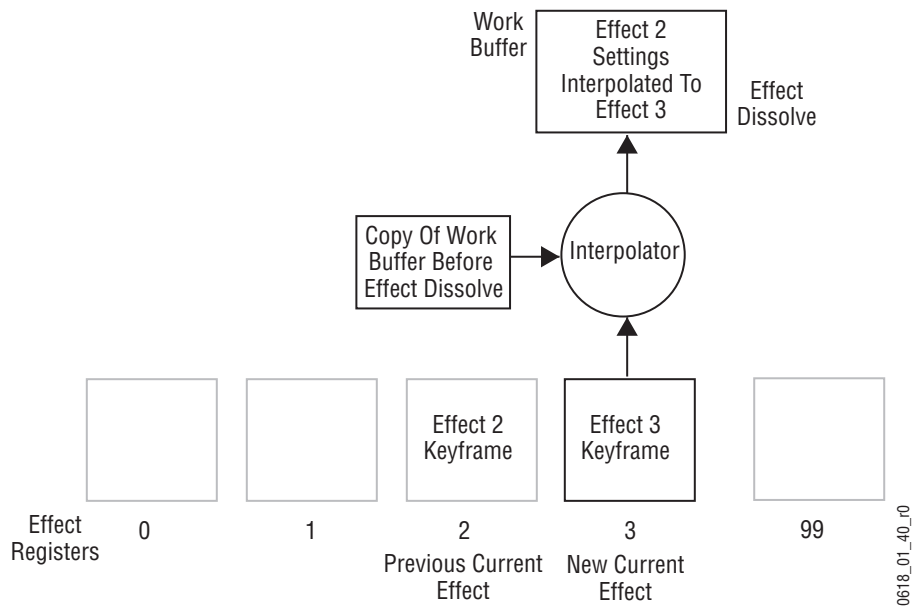 Work
Buffer
Effect 2
Settings
Interpolated To
Effect 3
Effect
Dissolve
Copy Of Work
Buffer Before
Effect Dissolve
Interpolator
Effect 2
Keyframe
Effect 3
Keyframe
Effect
Registers
0
1
2
3
99
Previous Current
Effect
New Current
Effect
0618_01_40_r0